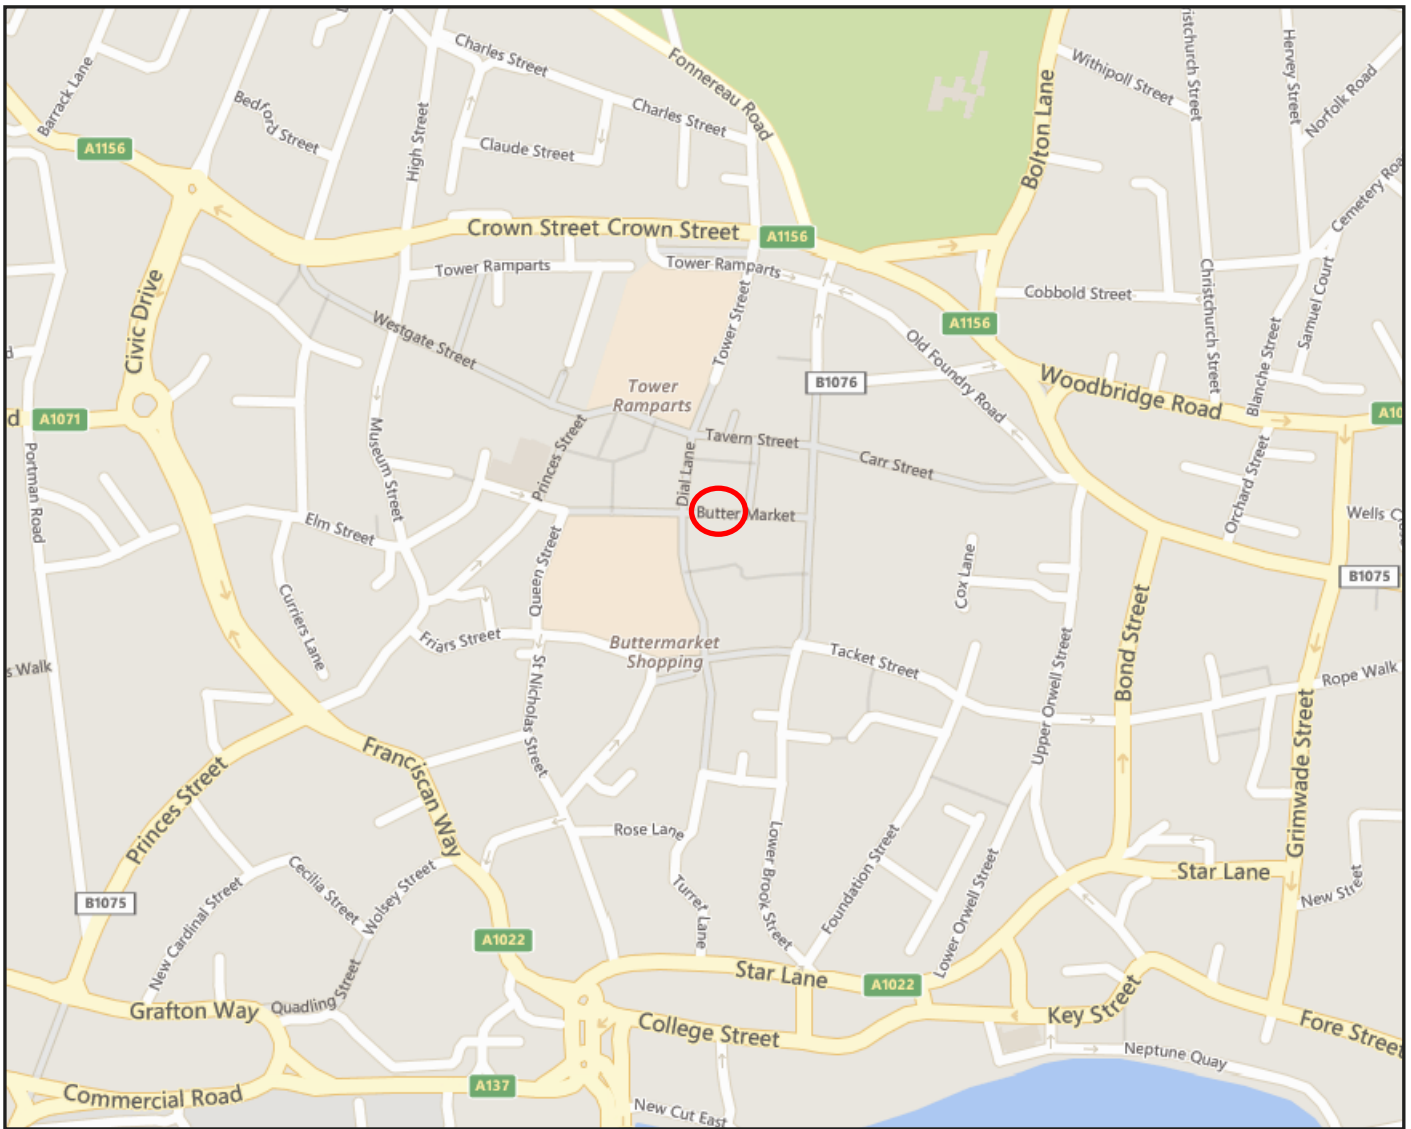 Charles Street
Fonnereau Road
Withipoll Street
Hervey Street
Norfolk Road
Barrack Lane
Bedford Street
High Street
Charles Street
Bolton Lane
A1156
Claude Street
Cemetery Roa
Crown Street Crown Street
A1156
Tower Ramparts
Tower Ramparts
Christchurch Street
Samuel Court
Civic Drive
Cobbold Street
Westgate Street
Tower Street
A1156
Old Foundry Road
Blanche Street
Tower
Ramparts
B1076
Woodbridge Road
A1071
A10
d
Museum Street
Princes Street
Dial Lane
Tavern Street
Carr Street
Portman Road
Orchard Street
Butter Market
Wells C
Elm Street
Queen Street
Cox Lane
B1075
Curriers Lane
Bond Street
Friars Street
Buttermarket
Shopping
Tacket Street
Upper Orwell Street
s Walk
Rope Walk
St Nicholas Street
Grimwade Street
Franciscan Way
Princes Street
Rose Lane
Lower Brook Street
Foundation Street
Lower Orwell Street
Star Lane
Cecilia Street
Wolsey Street
New Cardinal Street
Turret Lane
New Street
B1075
A1022
Star Lane
A1022
Quadling Street
Grafton Way
College Street
Key Street
Fore Street
Neptune Quay
A137
Commercial Road
New Cut East
istchurch Street